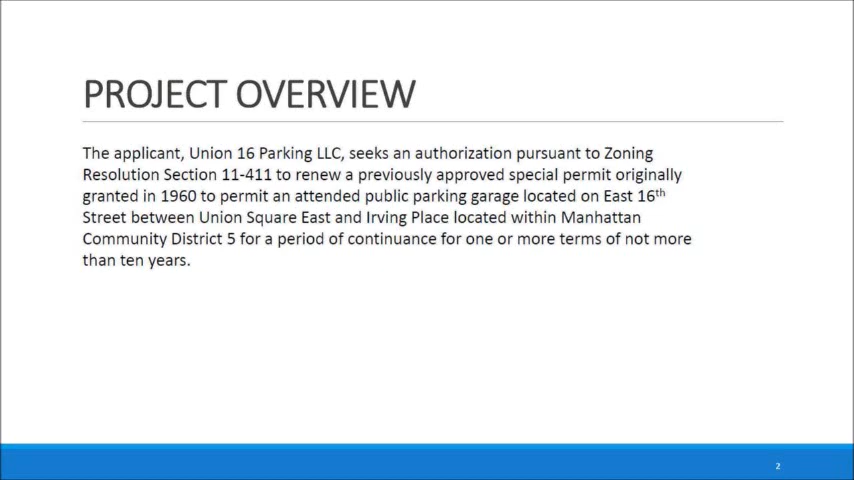 PROJECT OVERVIEW
The applicant, Union 16 Parking LLC, seeks an authorization pursuant to Zoning
Resolution Section 11-411 to renew a previously approved special permit originally
granted in 1960 to permit an attended public parking garage located on East 16th
Street between Union Square East and Irving Place located within Manhattan
Community District 5 for a period of continuance for one or more terms of not more
than ten years.
2